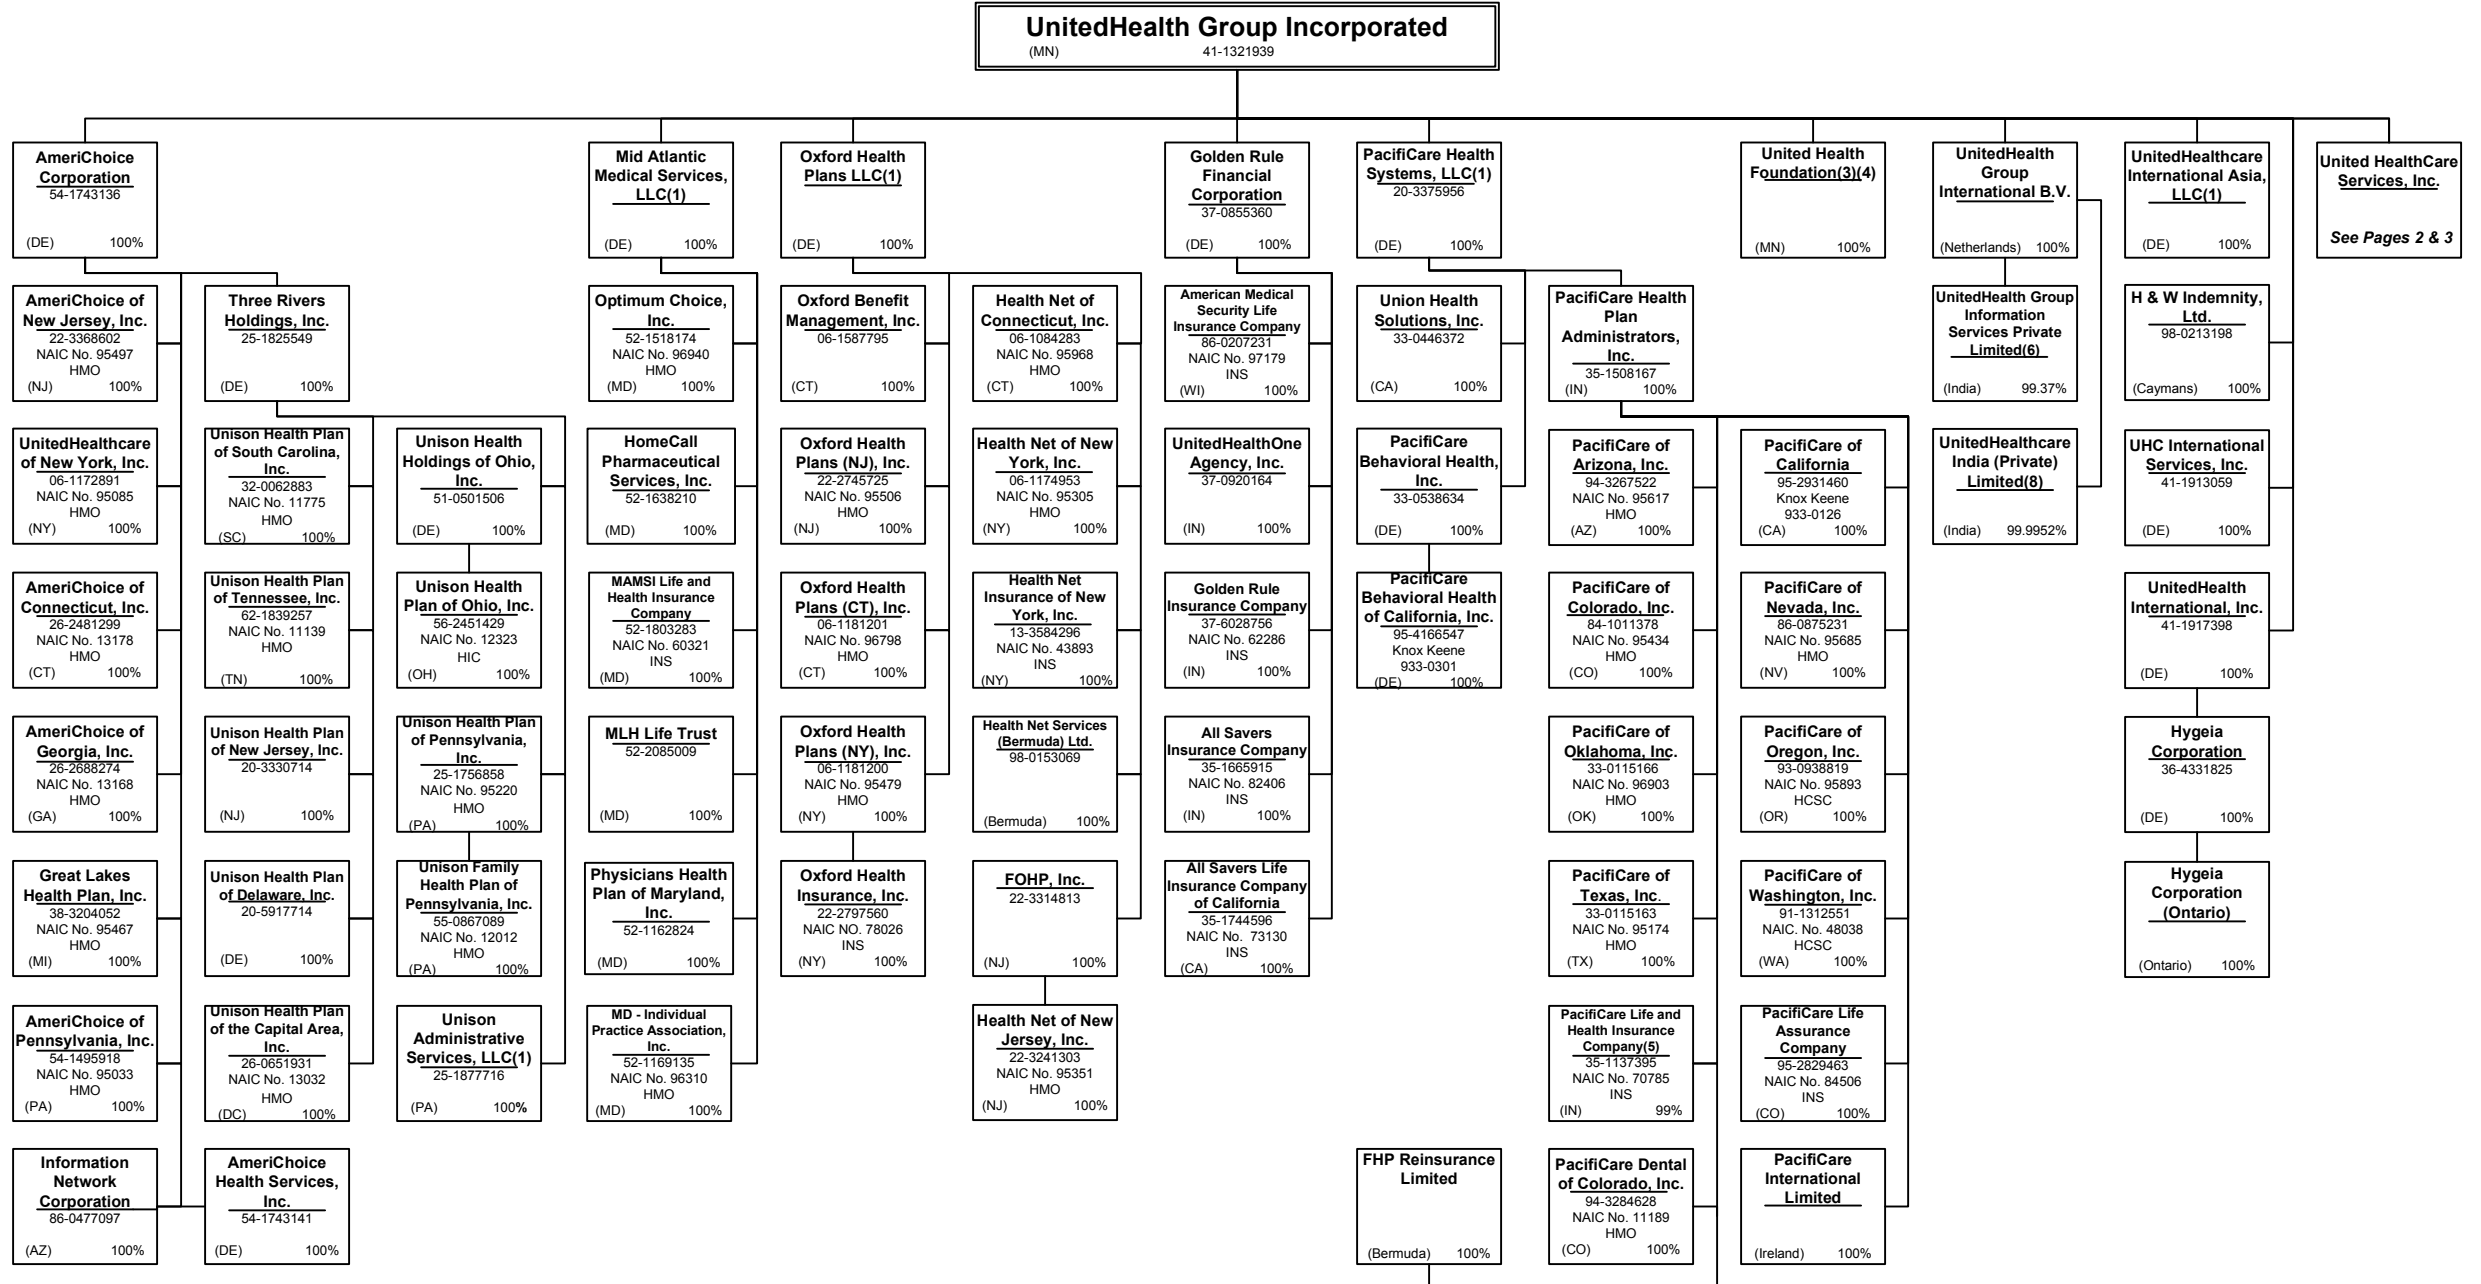 UnitedHealth Group Incorporated
(MN) 41-1321939
AmeriChoice
Corporation
54-1743136
(DE) 100%
Mid Atlantic
Medical Services,
LLC(1)
(DE) 100%
Oxford Health
Plans LLC(1)
(DE) 100%
Golden Rule
Financial
Corporation
37-0855360
(DE) 100%
PacifiCare Health
Systems, LLC(1)
20-3375956
(DE) 100%
United Health
Foundation(3)(4)
(MN) 100%
UnitedHealth
Group
International B.V.
(Netherlands) 100%
UnitedHealthcare
International Asia,
LLC(1)
(DE) 100%
United HealthCare
Services, Inc.
See Pages 2 & 3
AmeriChoice of
New Jersey, Inc.
22-3368602
NAIC No. 95497
HMO
(NJ) 100%
Three Rivers
Holdings, Inc.
25-1825549
(DE) 100%
Optimum Choice,
Inc.
52-1518174
NAIC No. 96940
HMO
(MD) 100%
Oxford Benefit
Management, Inc.
06-1587795
(CT) 100%
Health Net of
Connecticut, Inc.
06-1084283
NAIC No. 95968
HMO
(CT) 100%
American Medical
Security Life
Insurance Company
86-0207231
NAIC No. 97179
INS
(WI) 100%
Union Health
Solutions, Inc.
33-0446372
(CA) 100%
PacifiCare Health
Plan
Administrators,
Inc.
35-1508167
(IN) 100%
UnitedHealth Group
Information
Services Private
Limited(6)
(India) 99.37%
H & W Indemnity,
Ltd.
98-0213198
(Caymans) 100%
UnitedHealthcare
of New York, Inc.
06-1172891
NAIC No. 95085
HMO
(NY) 100%
Unison Health Plan
of South Carolina,
Inc.
32-0062883
NAIC No. 11775
HMO
(SC) 100%
Unison Health
Holdings of Ohio,
Inc.
51-0501506
(DE) 100%
HomeCall
Pharmaceutical
Services, Inc.
52-1638210
(MD) 100%
Oxford Health
Plans (NJ), Inc.
22-2745725
NAIC No. 95506
HMO
(NJ) 100%
Health Net of New
York, Inc.
06-1174953
NAIC No. 95305
HMO
(NY) 100%
UnitedHealthOne
Agency, Inc.
37-0920164
(IN) 100%
PacifiCare
Behavioral Health,
Inc.
33-0538634
(DE) 100%
PacifiCare of
Arizona, Inc.
94-3267522
NAIC No. 95617
HMO
(AZ) 100%
PacifiCare of
California
95-2931460
Knox Keene
933-0126
(CA) 100%
UnitedHealthcare
India (Private)
Limited(8)
(India) 99.9952%
UHC International
Services, Inc.
41-1913059
(DE) 100%
AmeriChoice of
Connecticut, Inc.
26-2481299
NAIC No. 13178
HMO
(CT) 100%
Unison Health Plan
of Tennessee, Inc.
62-1839257
NAIC No. 11139
HMO
(TN) 100%
Unison Health
Plan of Ohio, Inc.
56-2451429
NAIC No. 12323
HIC
(OH) 100%
MAMSI Life and
Health Insurance
Company
52-1803283
NAIC No. 60321
INS
(MD) 100%
Oxford Health
Plans (CT), Inc.
06-1181201
NAIC No. 96798
HMO
(CT) 100%
Health Net
Insurance of New
York, Inc.
13-3584296
NAIC No. 43893
INS
(NY) 100%
Golden Rule
Insurance Company
37-6028756
NAIC No. 62286
INS
(IN) 100%
PacifiCare
Behavioral Health
of California, Inc.
95-4166547
Knox Keene
933-0301
(DE) 100%
PacifiCare of
Colorado, Inc.
84-1011378
NAIC No. 95434
HMO
(CO) 100%
PacifiCare of
Nevada, Inc.
86-0875231
NAIC No. 95685
HMO
(NV) 100%
UnitedHealth
International, Inc.
41-1917398
(DE) 100%
AmeriChoice of
Georgia, Inc.
26-2688274
NAIC No. 13168
HMO
(GA) 100%
Unison Health Plan
of New Jersey, Inc.
20-3330714
(NJ) 100%
Unison Health Plan
of Pennsylvania,
Inc.
25-1756858
NAIC No. 95220
HMO
(PA) 100%
MLH Life Trust
52-2085009
(MD) 100%
Oxford Health
Plans (NY), Inc.
06-1181200
NAIC No. 95479
HMO
(NY) 100%
Health Net Services
(Bermuda) Ltd.
98-0153069
(Bermuda) 100%
All Savers
Insurance Company
35-1665915
NAIC No. 82406
INS
(IN) 100%
PacifiCare of
Oklahoma, Inc.
33-0115166
NAIC No. 96903
HMO
(OK) 100%
PacifiCare of
Oregon, Inc.
93-0938819
NAIC No. 95893
HCSC
(OR) 100%
Hygeia
Corporation
36-4331825
(DE) 100%
Great Lakes
Health Plan, Inc.
38-3204052
NAIC No. 95467
HMO
(MI) 100%
Unison Health Plan
of Delaware, Inc.
20-5917714
(DE) 100%
Unison Family
Health Plan of
Pennsylvania, Inc.
55-0867089
NAIC No. 12012
HMO
(PA) 100%
Physicians Health
Plan of Maryland,
Inc.
52-1162824
(MD) 100%
Oxford Health
Insurance, Inc.
22-2797560
NAIC NO. 78026
INS
(NY) 100%
FOHP, Inc.
22-3314813
(NJ) 100%
All Savers Life
Insurance Company
of California
35-1744596
NAIC No. 73130
INS
(CA) 100%
PacifiCare of
Texas, Inc.
33-0115163
NAIC No. 95174
HMO
(TX) 100%
PacifiCare of
Washington, Inc.
91-1312551
NAIC. No. 48038
HCSC
(WA) 100%
Hygeia
Corporation
(Ontario)
(Ontario) 100%
AmeriChoice of
Pennsylvania, Inc.
54-1495918
NAIC No. 95033
HMO
(PA) 100%
Unison Health Plan
of the Capital Area,
Inc.
26-0651931
NAIC No. 13032
HMO
(DC) 100%
Unison
Administrative
Services, LLC(1)
25-1877716
(PA) 100%
MD - Individual
Practice Association,
Inc.
52-1169135
NAIC No. 96310
HMO
(MD) 100%
Health Net of New
Jersey, Inc.
22-3241303
NAIC No. 95351
HMO
(NJ) 100%
PacifiCare Life and
Health Insurance
Company(5)
35-1137395
NAIC No. 70785
INS
(IN) 99%
PacifiCare Life
Assurance
Company
95-2829463
NAIC No. 84506
INS
(CO) 100%
Information
Network
Corporation
86-0477097
(AZ) 100%
AmeriChoice
Health Services,
Inc.
54-1743141
(DE) 100%
FHP Reinsurance
Limited
(Bermuda) 100%
PacifiCare Dental
of Colorado, Inc.
94-3284628
NAIC No. 11189
HMO
(CO) 100%
PacifiCare
International
Limited
(Ireland) 100%